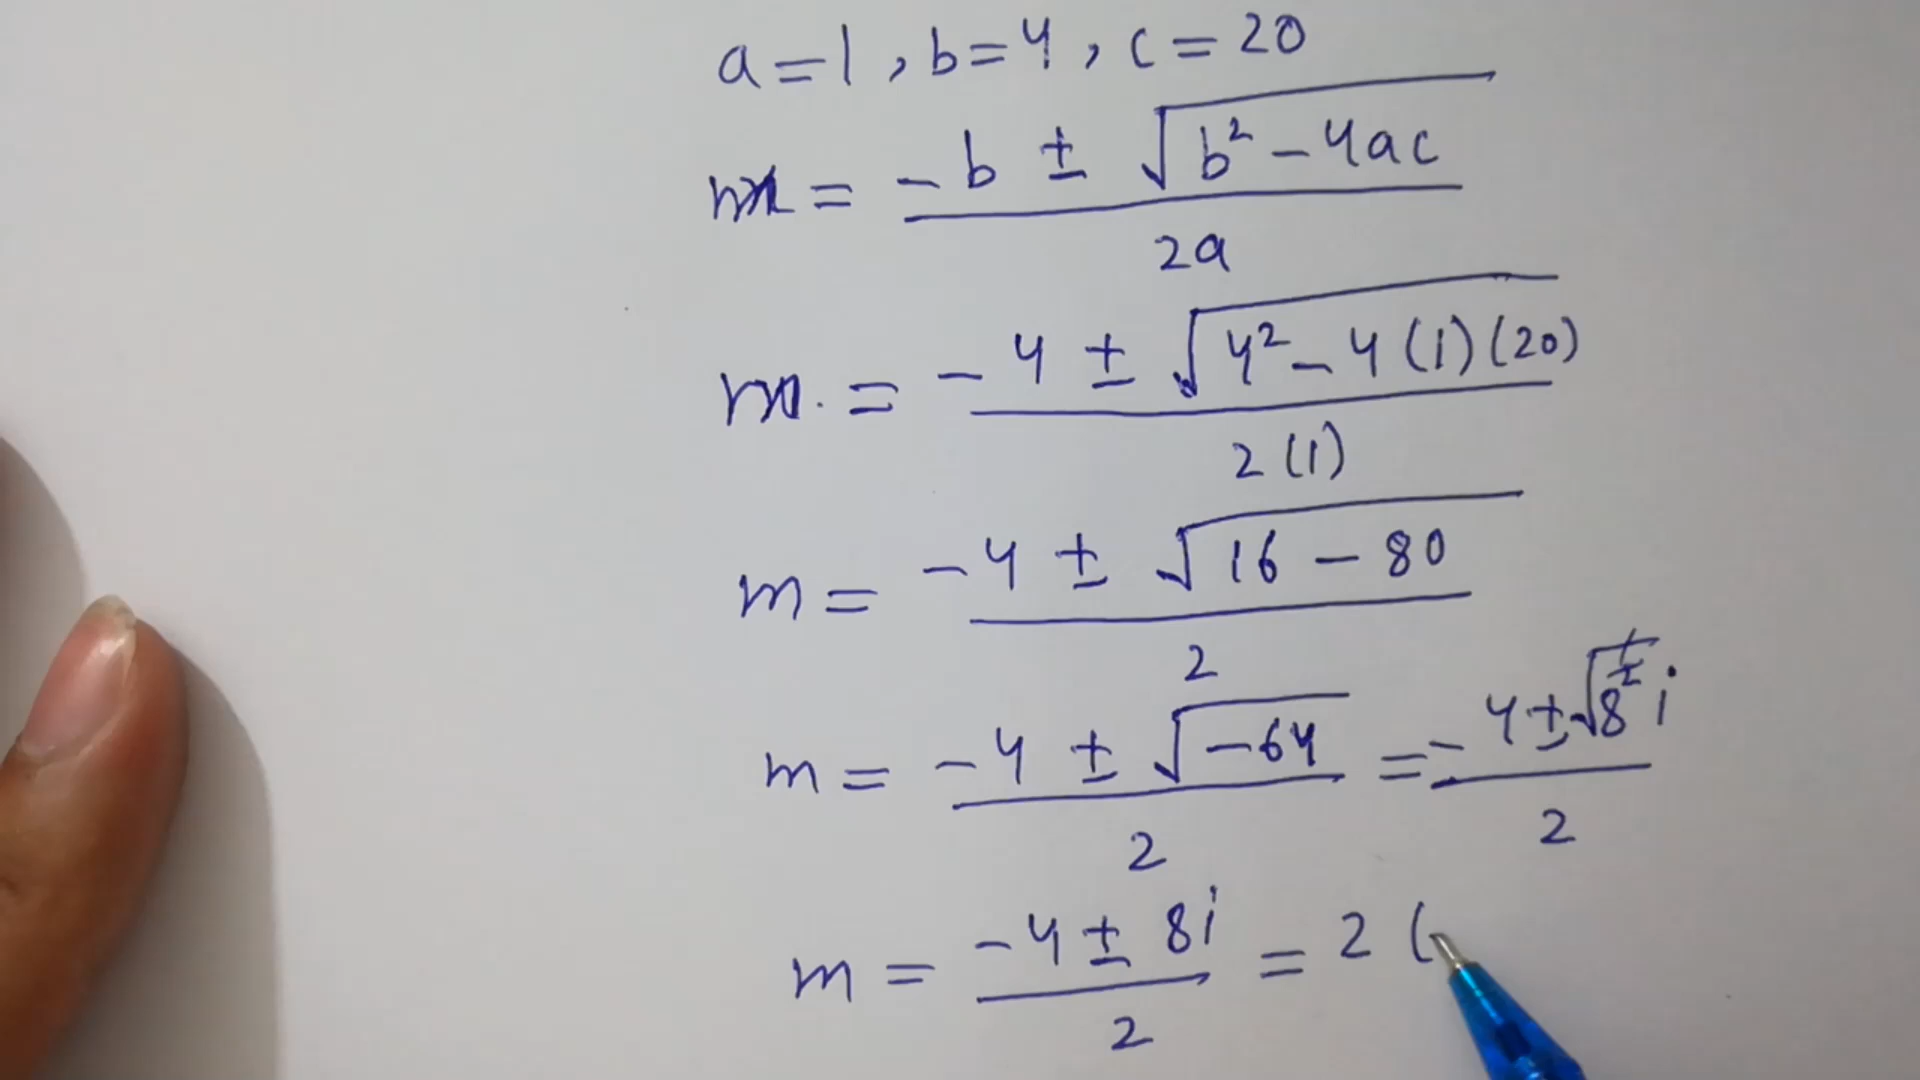 a = 1 , b = 4 , c = 20
m = -b ± √(b² - 4ac) / 2a
m = -4 ± √(4² - 4(1)(20)) / 2(1)
m = -4 ± √(16 - 80) / 2
m = -4 ± √(-64) / 2 = -4 ± √8² i / 2
m = -4 ± 8i / 2 = 2 (